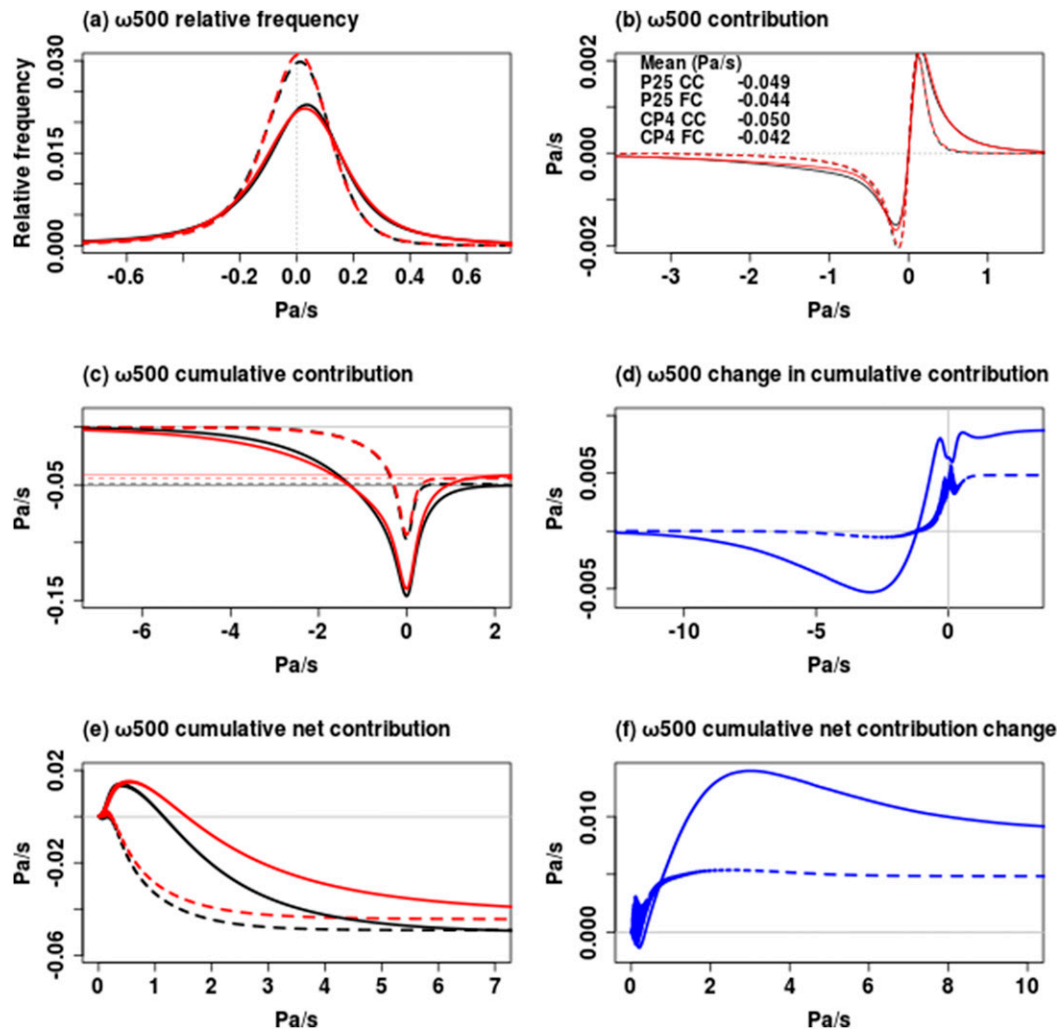 (a) ω500 relative frequency
Relative frequency
0.030
0.015
0.000
-0.6
-0.2
0.0
0.2
0.4
0.6
Pa/s
(b) ω500 contribution
Pa/s
0.002
0.000
-0.002
Mean (Pa/s)
P25 CC -0.049
P25 FC -0.044
CP4 CC -0.050
CP4 FC -0.042
-3
-2
-1
0
1
Pa/s
(c) ω500 cumulative contribution
Pa/s
-0.05
-0.15
-6
-4
-2
0
2
Pa/s
(d) ω500 change in cumulative contribution
Pa/s
0.005
-0.005
-10
-5
0
Pa/s
(e) ω500 cumulative net contribution
Pa/s
0.02
-0.02
-0.06
0
1
2
3
4
5
6
7
Pa/s
(f) ω500 cumulative net contribution change
Pa/s
0.010
0.000
0
2
4
6
8
10
Pa/s